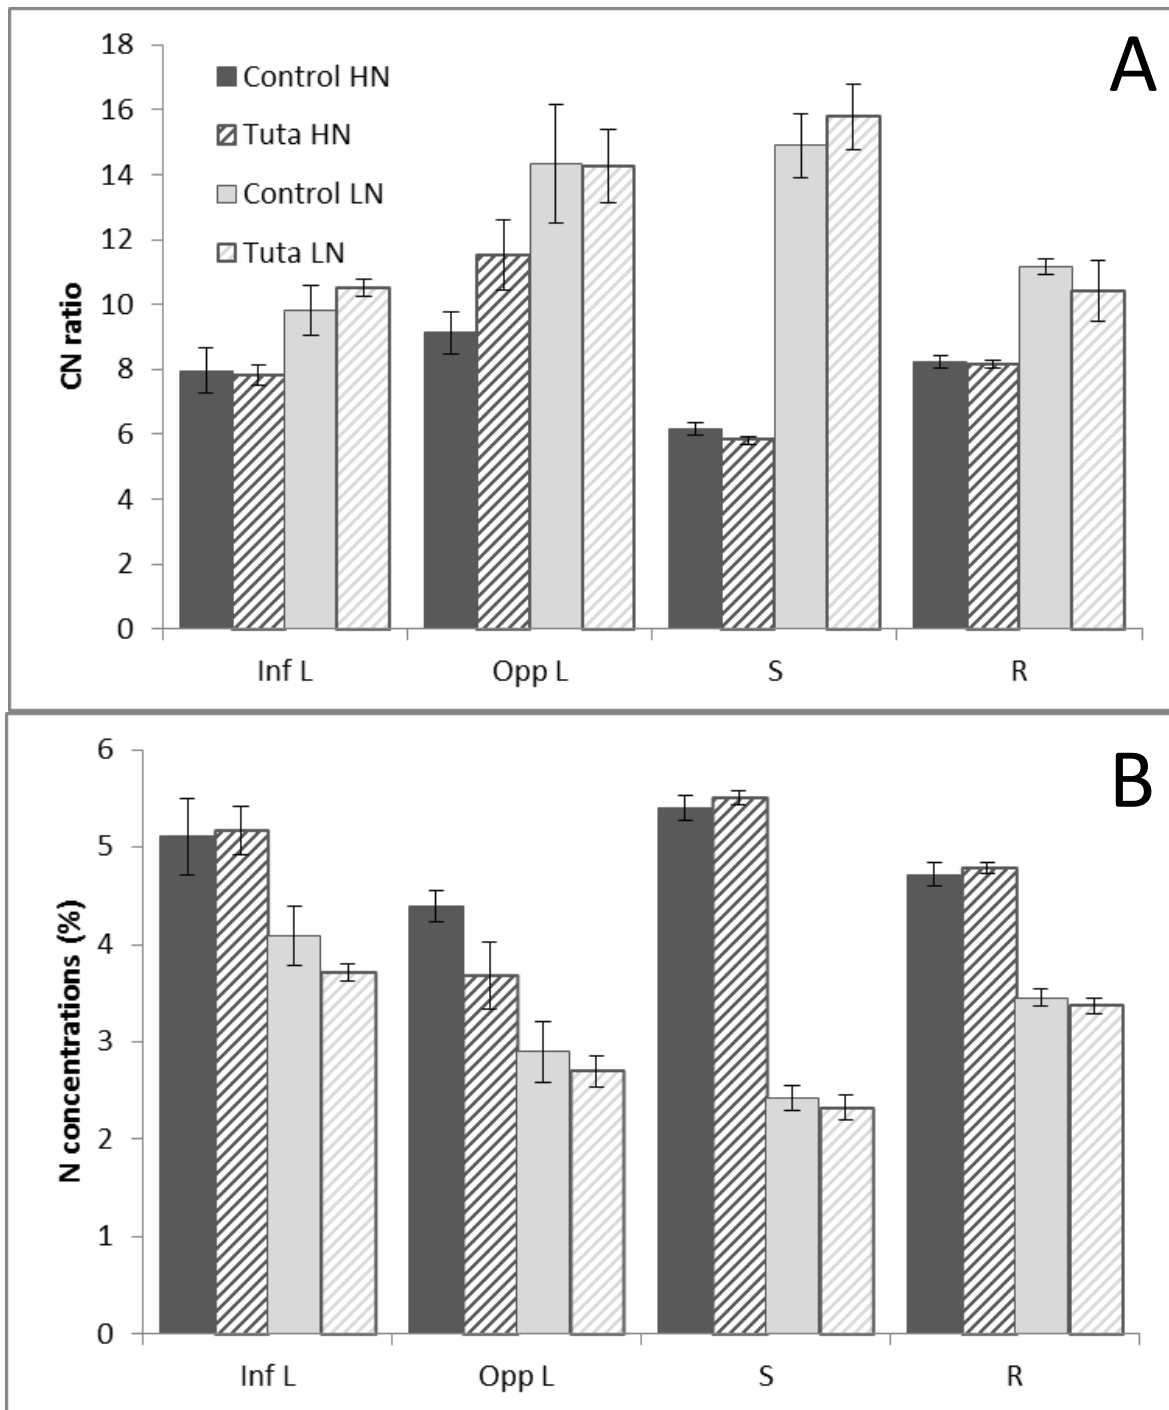 A
18
16
14
12
10
8
6
4
2
0
CN ratio
Control HN
Tuta HN
Control LN
Tuta LN
Inf L Opp L S R
B
6
5
4
3
2
1
0
N concentrations (%)
Inf L Opp L S R